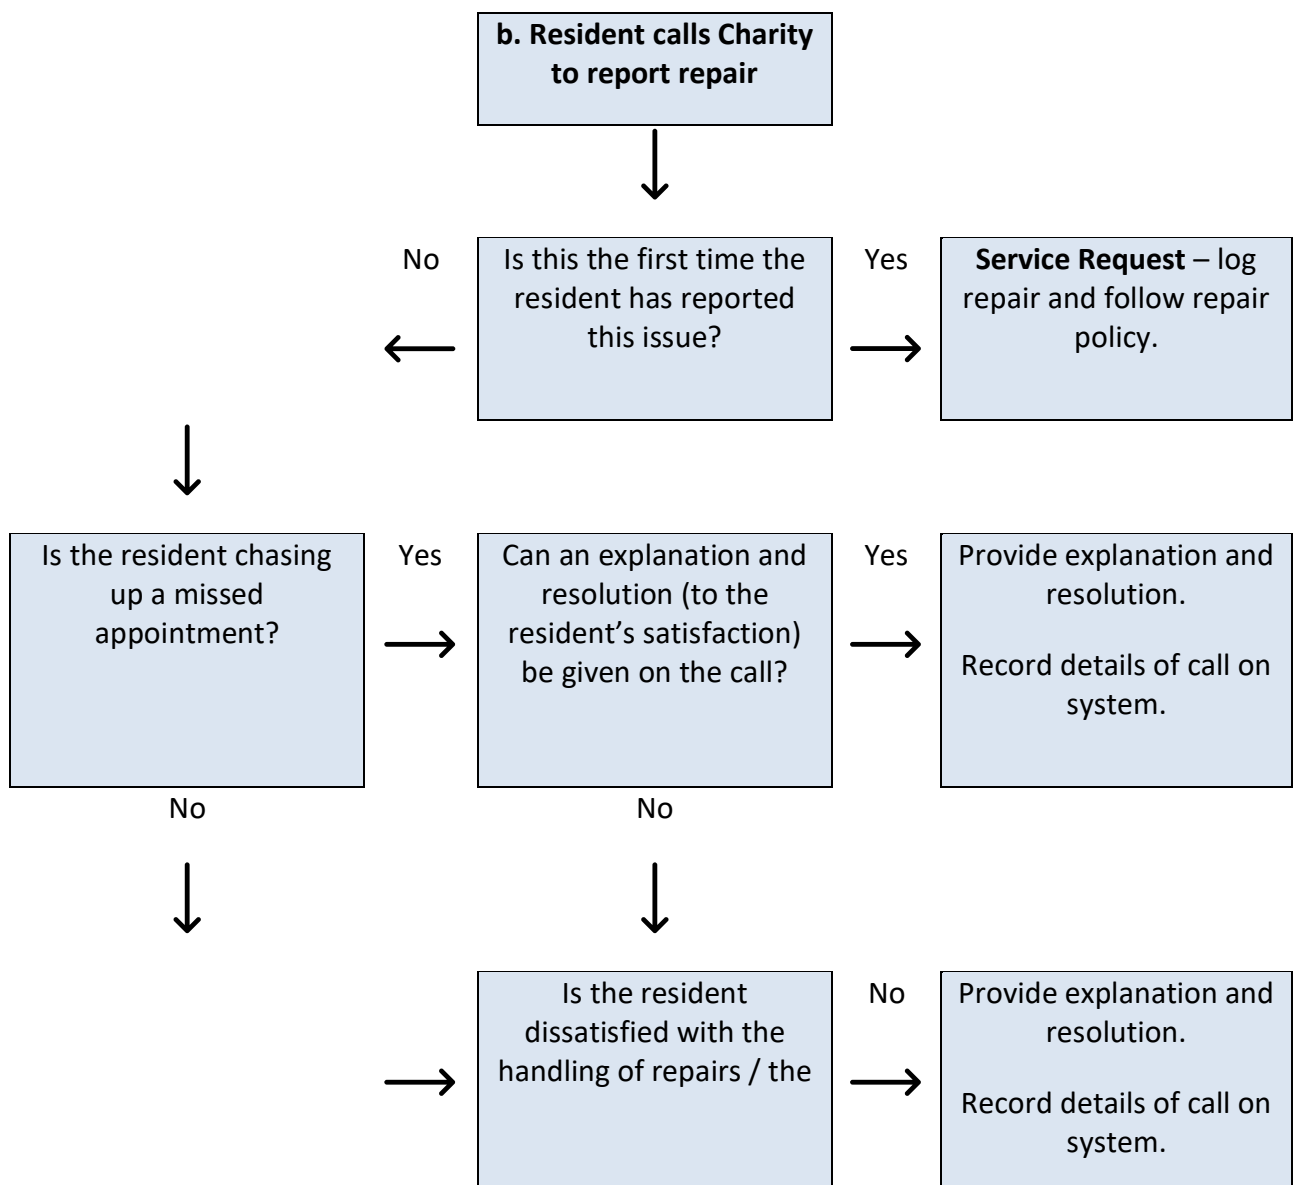 b. Resident calls Charity
to report repair
No
Is this the first time the
resident has reported
this issue?
Yes
Service Request – log
repair and follow repair
policy.
Is the resident chasing
up a missed
appointment?
Yes
Can an explanation and
resolution (to the
resident’s satisfaction)
be given on the call?
Yes
Provide explanation and
resolution.
Record details of call on
system.
No
No
Is the resident
dissatisfied with the
handling of repairs / the
No
Provide explanation and
resolution.
Record details of call on
system.